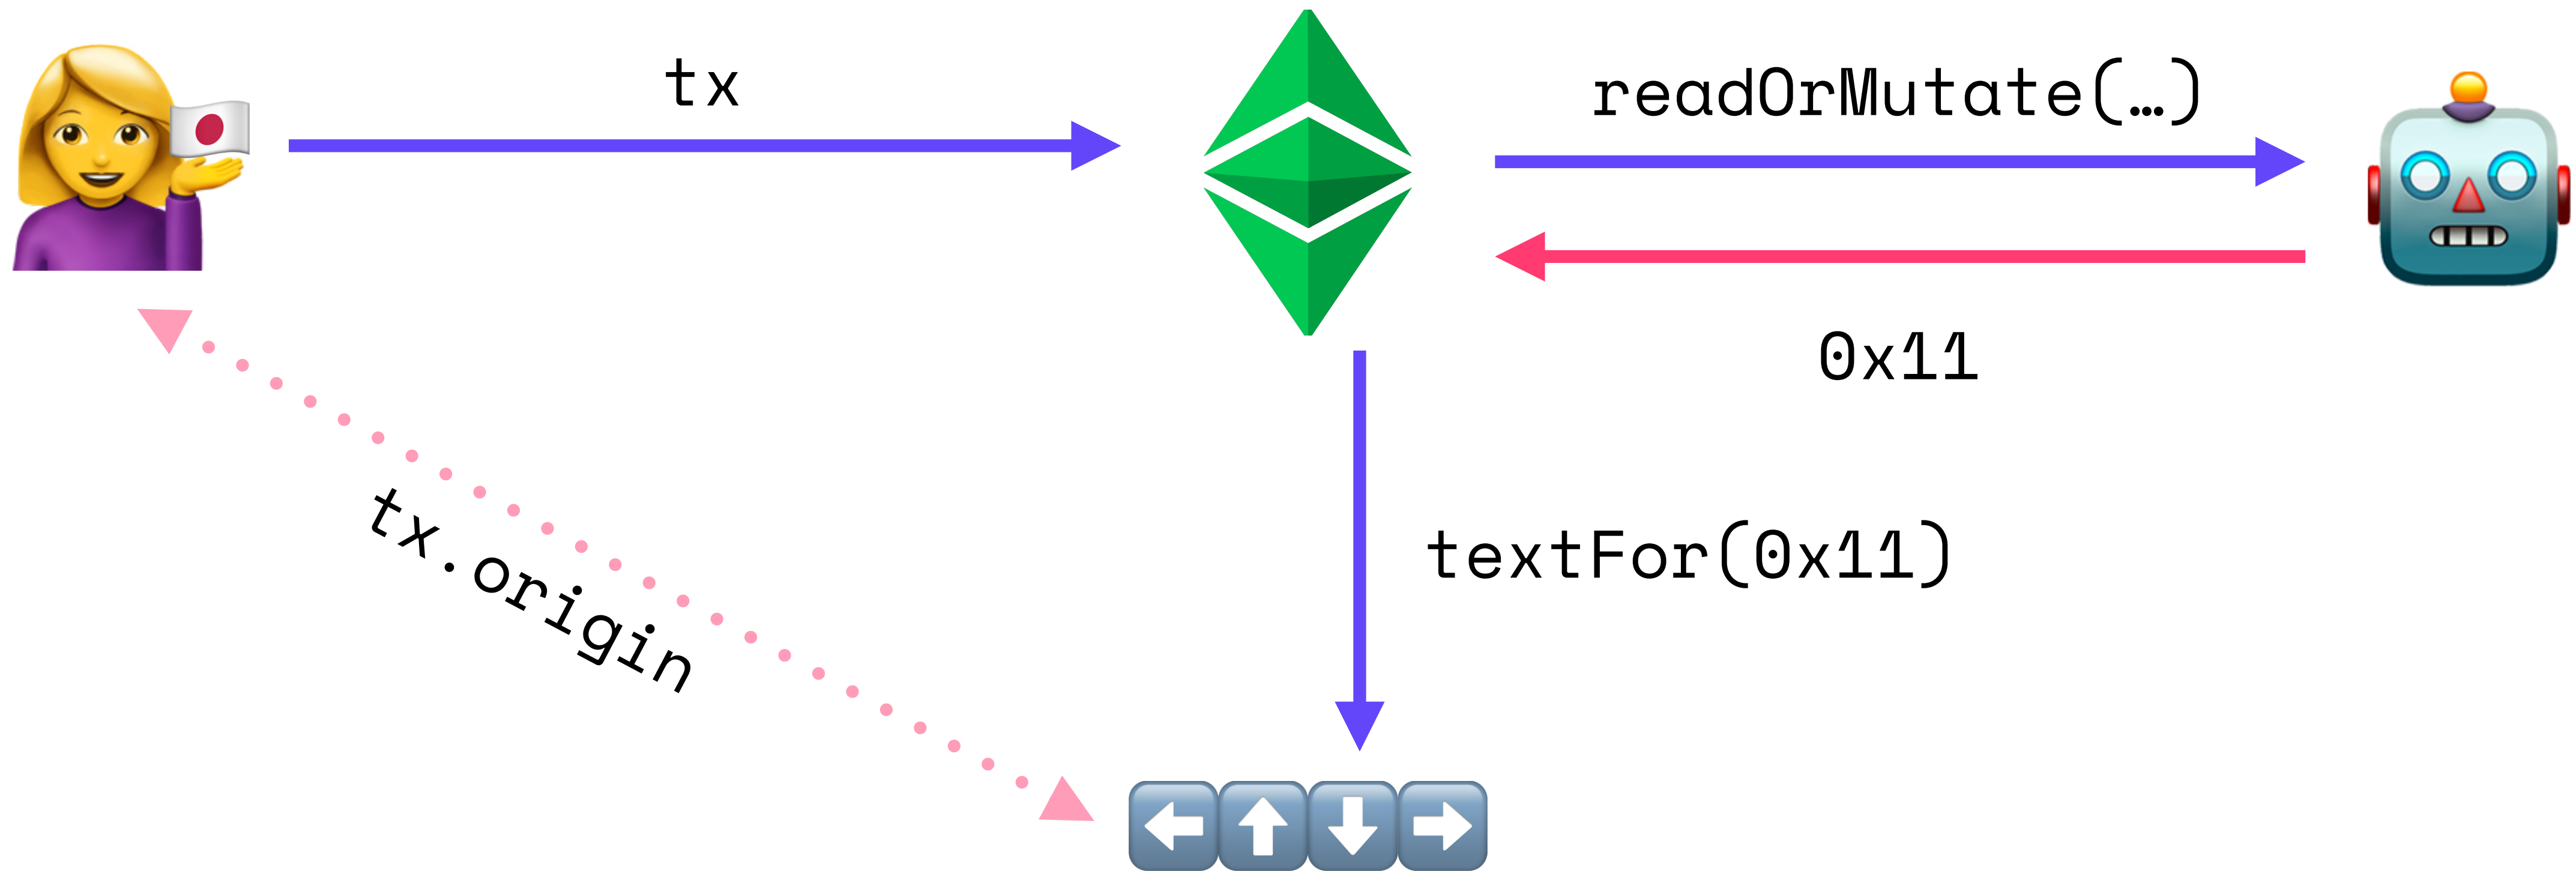 tx
readOrMutate(…)
0x11
tx.origin
textFor(0x11)